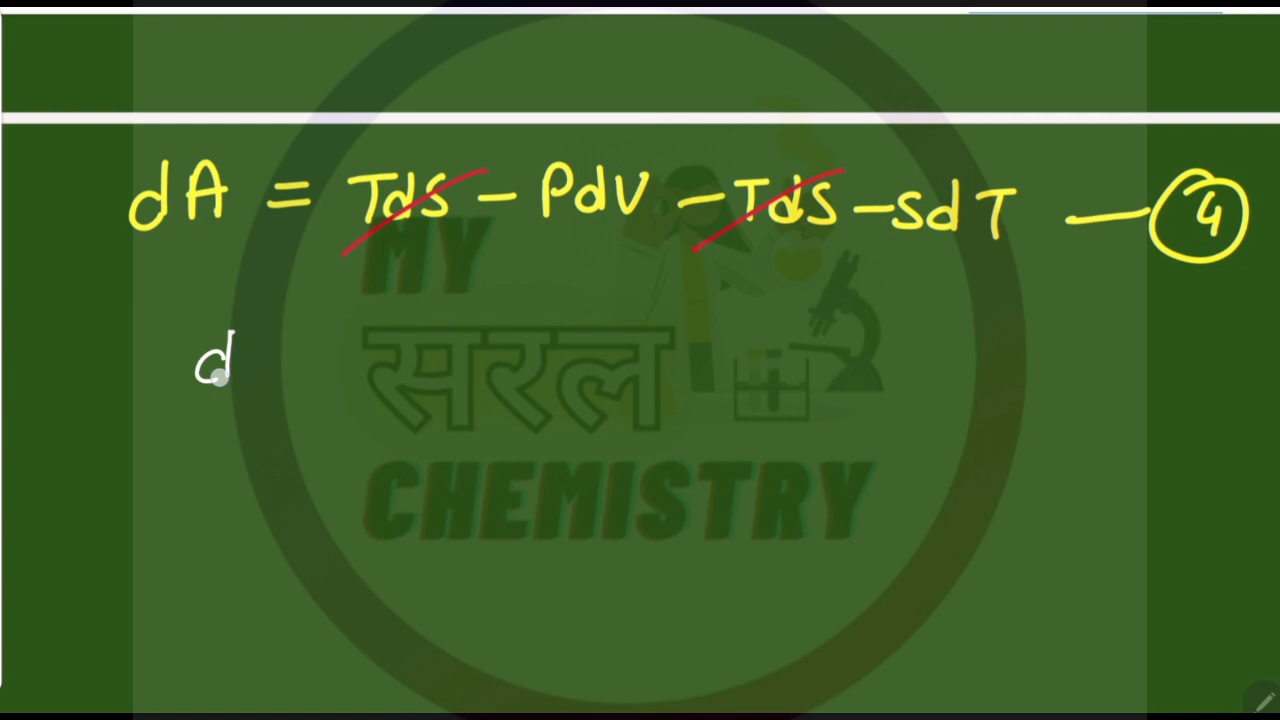 dA = TdS - PdV - TdS - SdT — 4
d
MY
सरल
CHEMISTRY